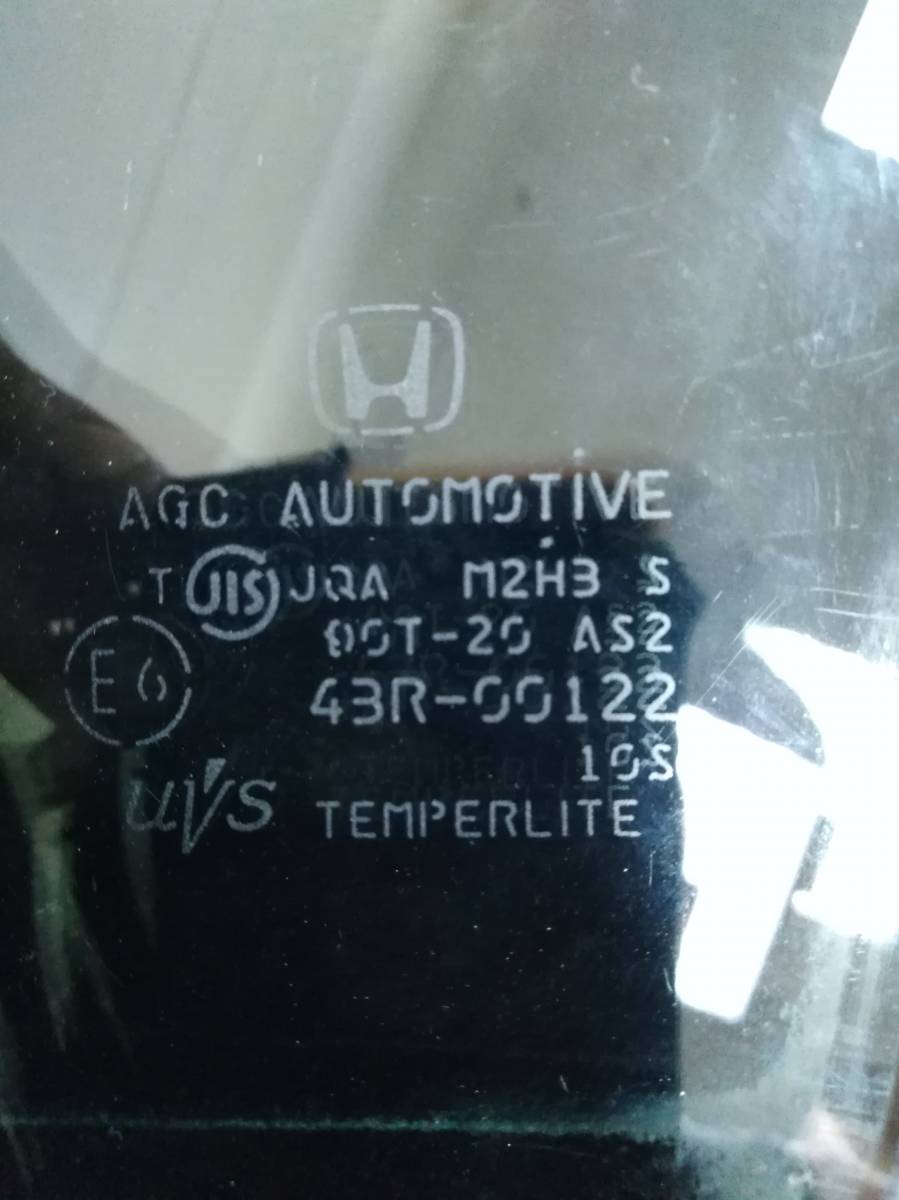 AGC AUTOMOTIVE
T JIS JQA M2H3 S
DOT-20 AS2
E6 43R-00122
10S
uVs TEMPERLITE